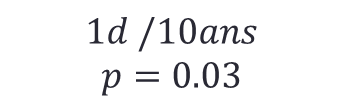 1d /10ans
p = 0.03